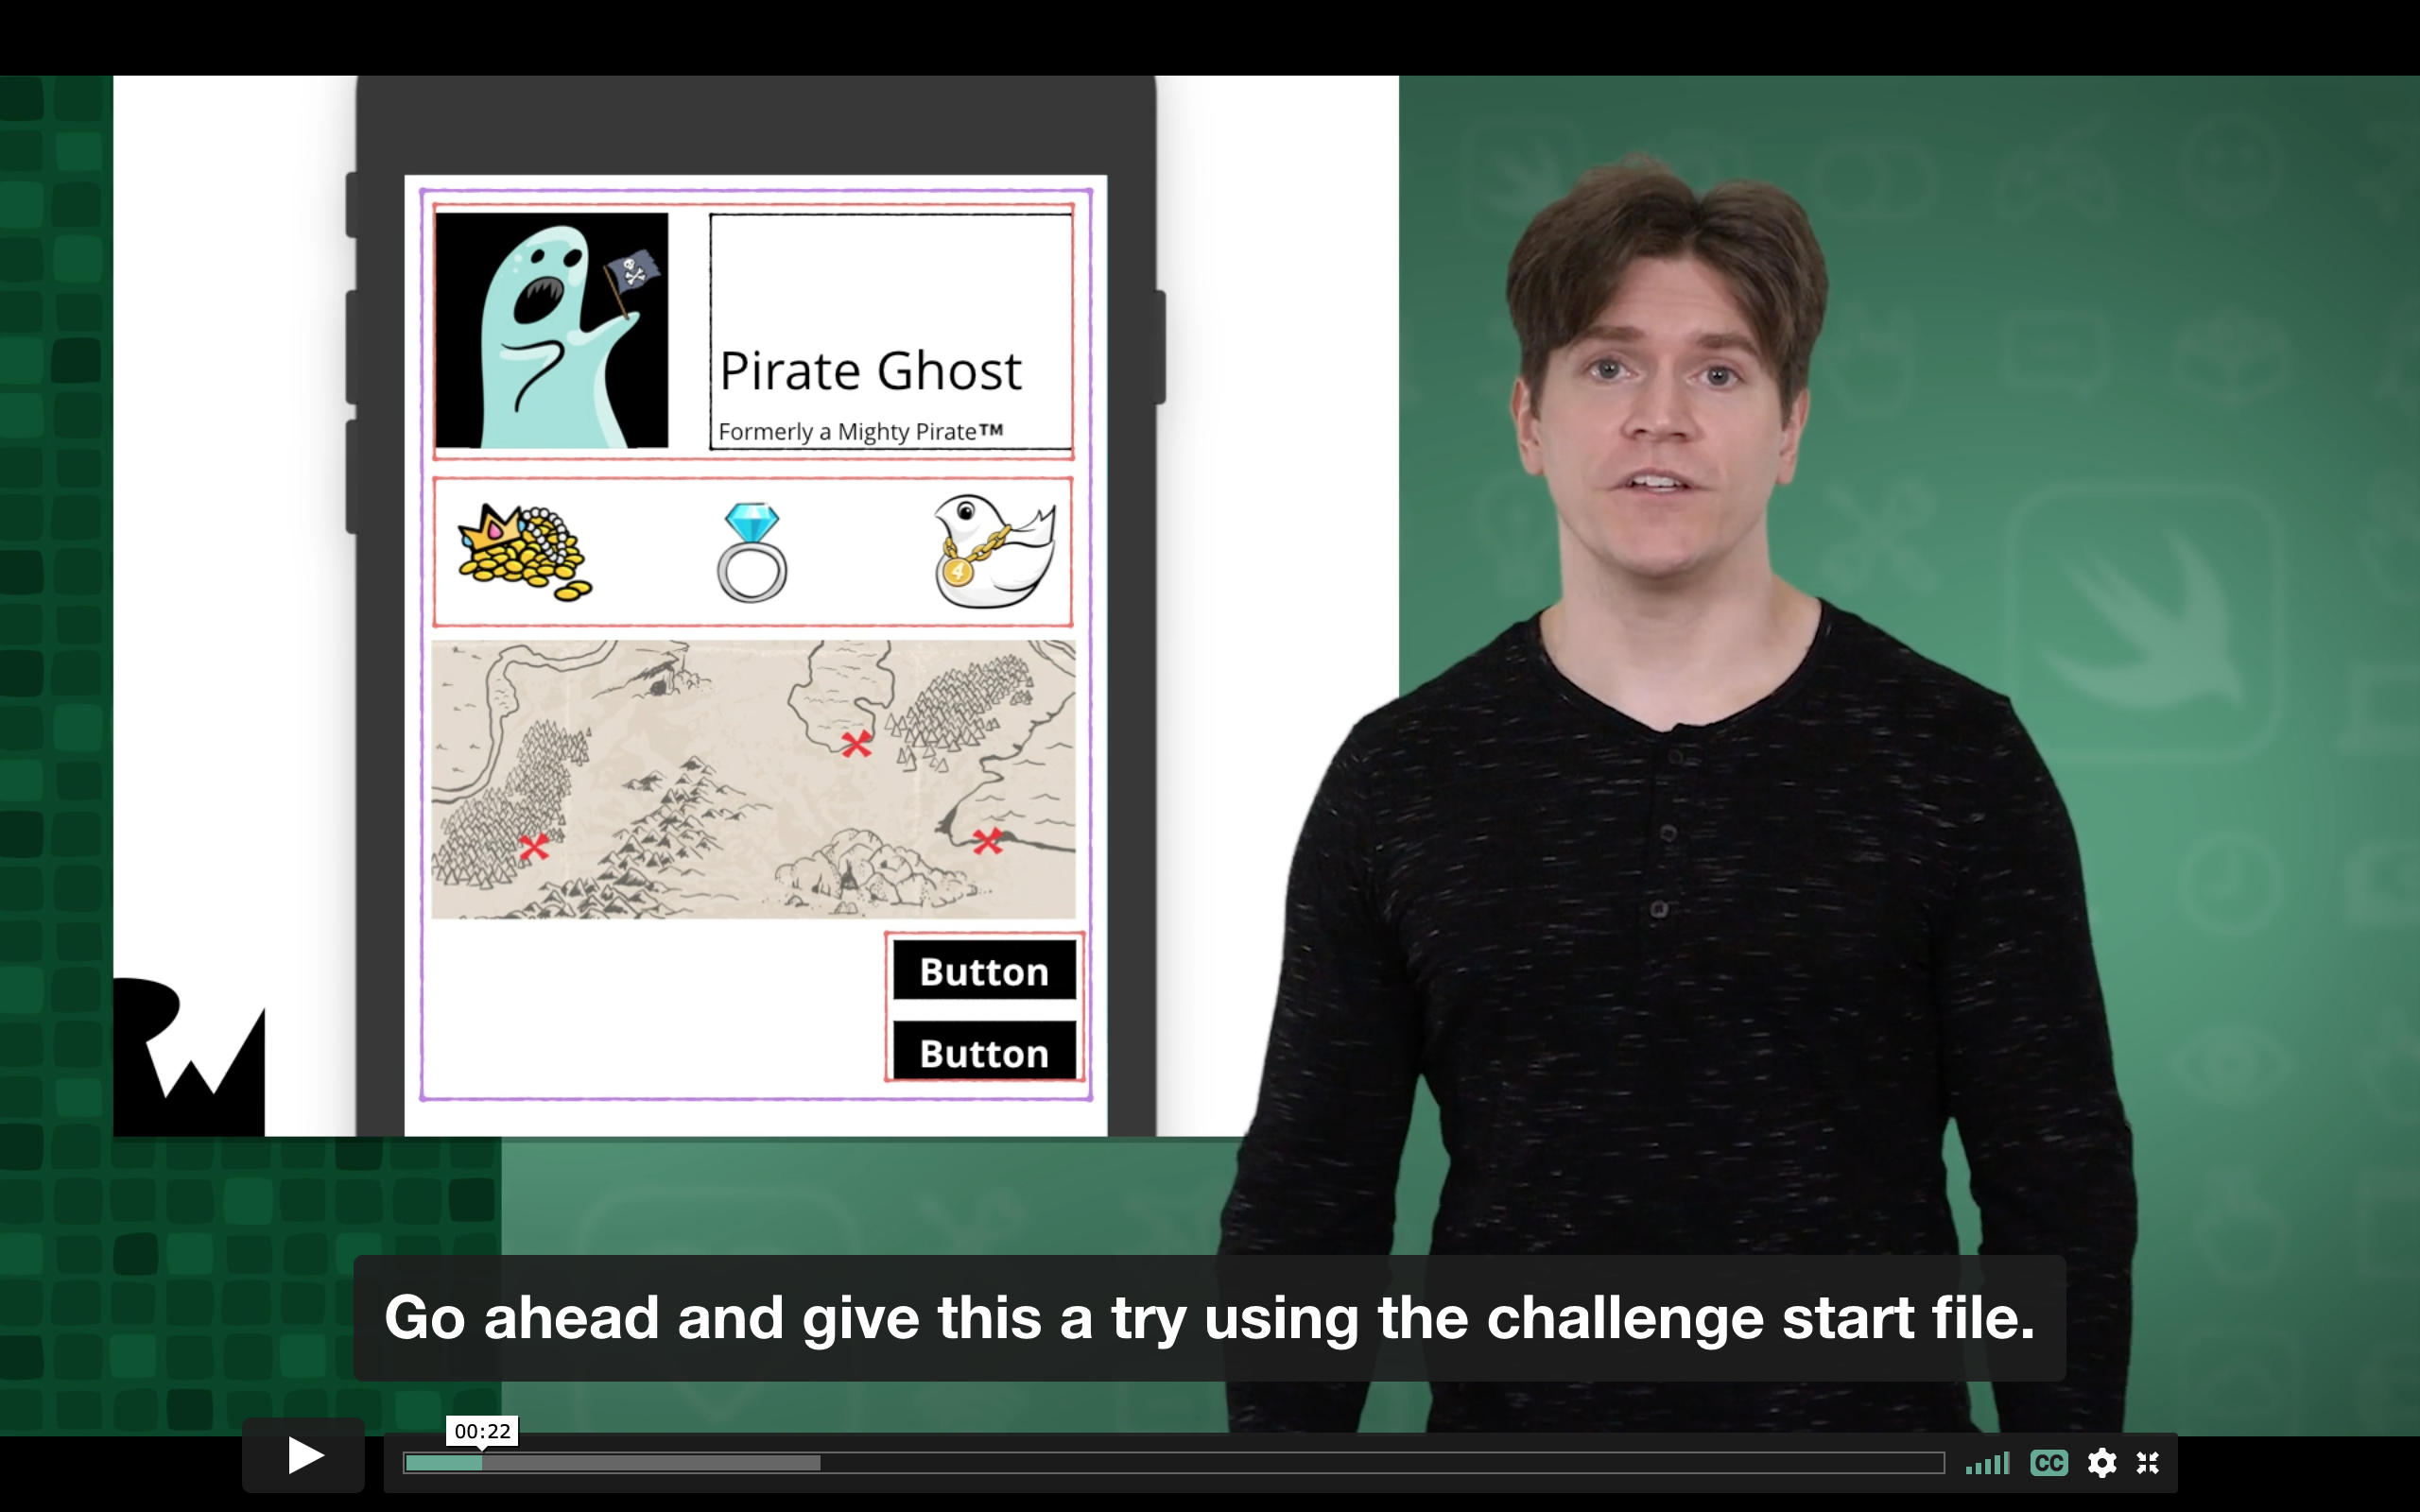 Pirate Ghost
Formerly a Mighty Pirate™
4
Button
Button
Go ahead and give this a try using the challenge start file.
00:22
CC